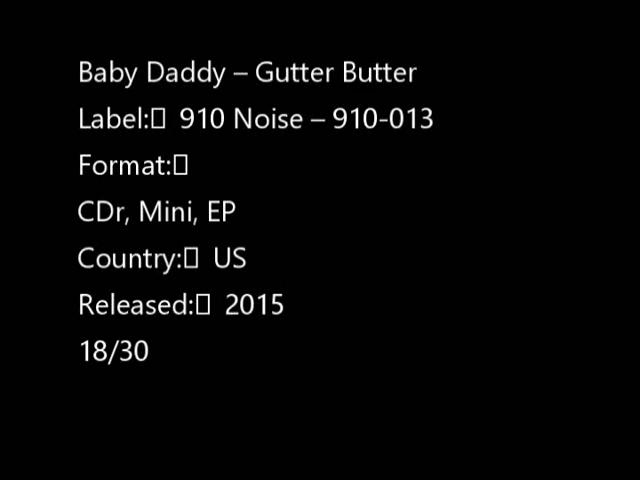 Baby Daddy – Gutter Butter
Label:▯ 910 Noise – 910-013
Format:▯
CDr, Mini, EP
Country:▯ US
Released:▯ 2015
18/30